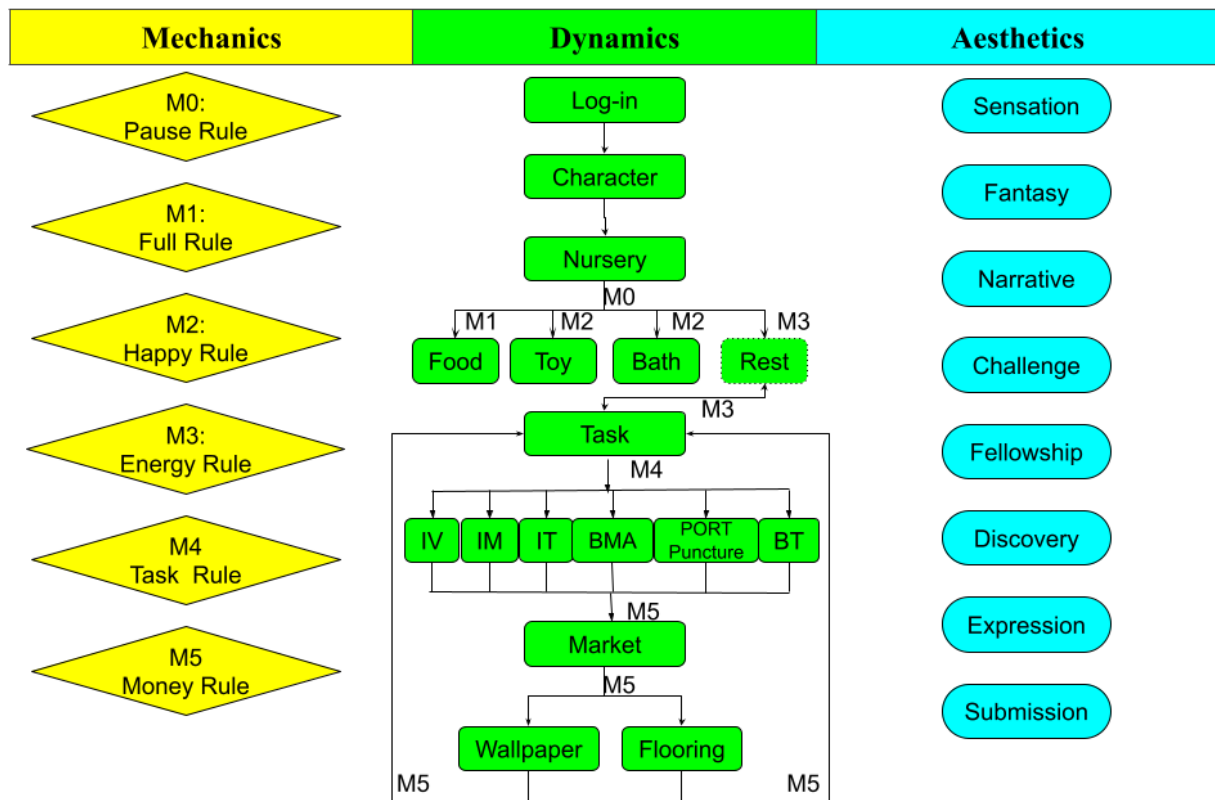 Mechanics
Dynamics
Aesthetics
M0:
Pause Rule
M1:
Full Rule
M2:
Happy Rule
M3:
Energy Rule
M4
Task Rule
M5
Money Rule
Log-in
Character
Nursery
M0
M1
M2
M2
M3
Food
Toy
Bath
Rest
M3
Task
M4
IV
IM
IT
BMA
PORT
Puncture
BT
M5
Market
M5
Wallpaper
Flooring
M5
M5
Sensation
Fantasy
Narrative
Challenge
Fellowship
Discovery
Expression
Submission